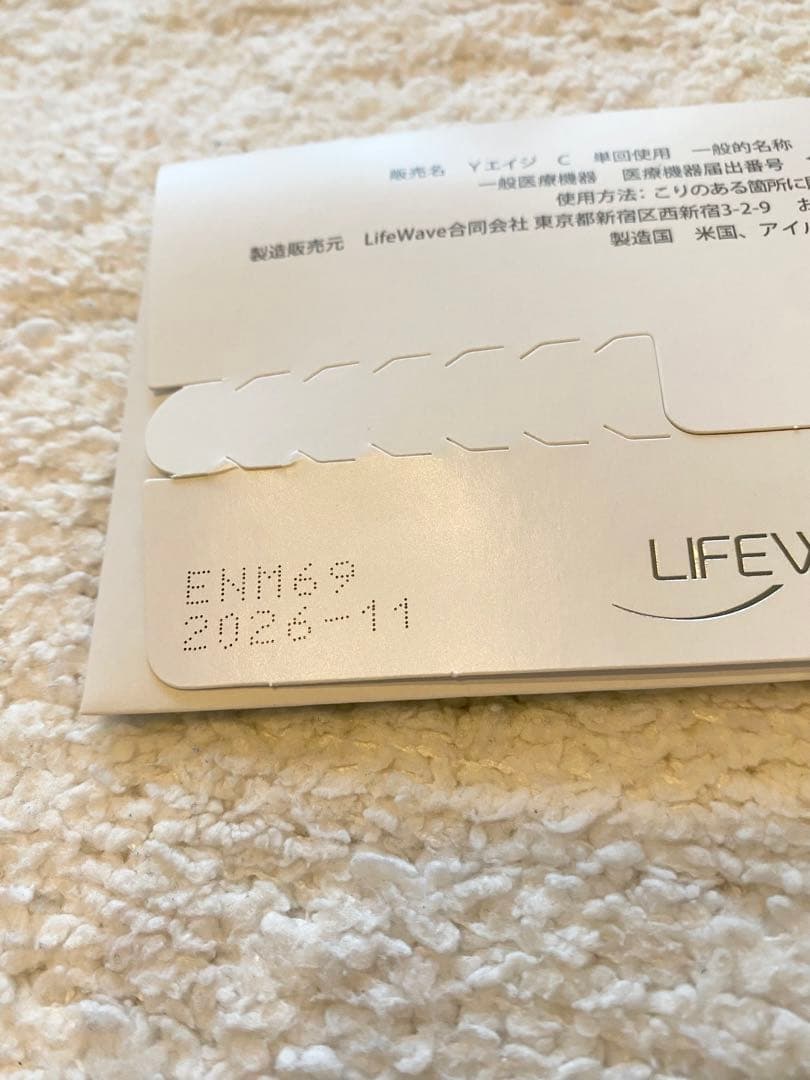 販売名 Yエイジ C 単回使用 一般的名称
一般医療機器 医療機器届出番号
使用方法:こりのある箇所に
製造販売元 LifeWave合同会社 東京都新宿区西新宿3-2-9 お
製造国 米国、アイル
LIFEW
ENM69
2026-11